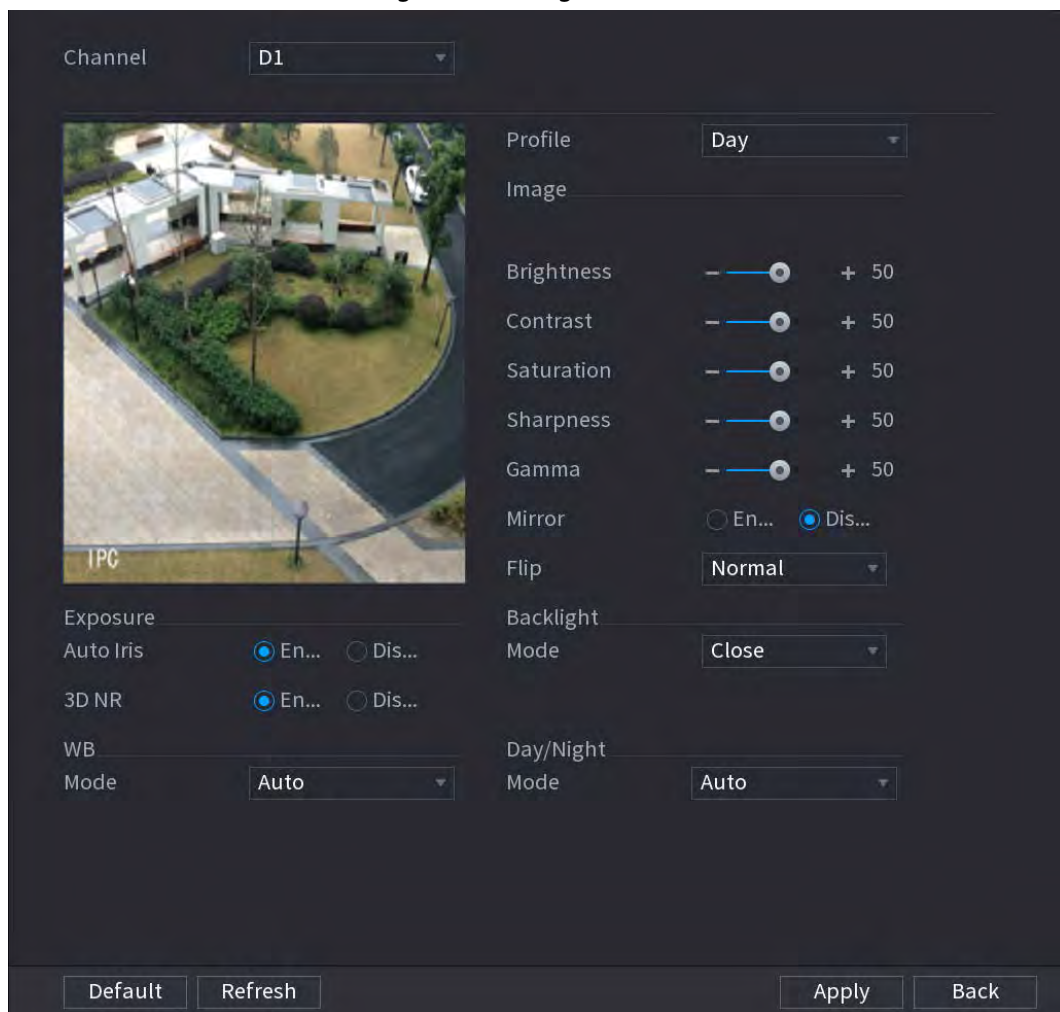 Channel D1
Profile Day
Image
Brightness 50
Contrast 50
Saturation 50
Sharpness 50
Gamma 50
Mirror En... Dis...
IPC
Flip Normal
Exposure
Auto Iris En... Dis...
3D NR En... Dis...
Backlight
Mode Close
WB
Mode Auto
Day/Night
Mode Auto
Default Refresh Apply Back